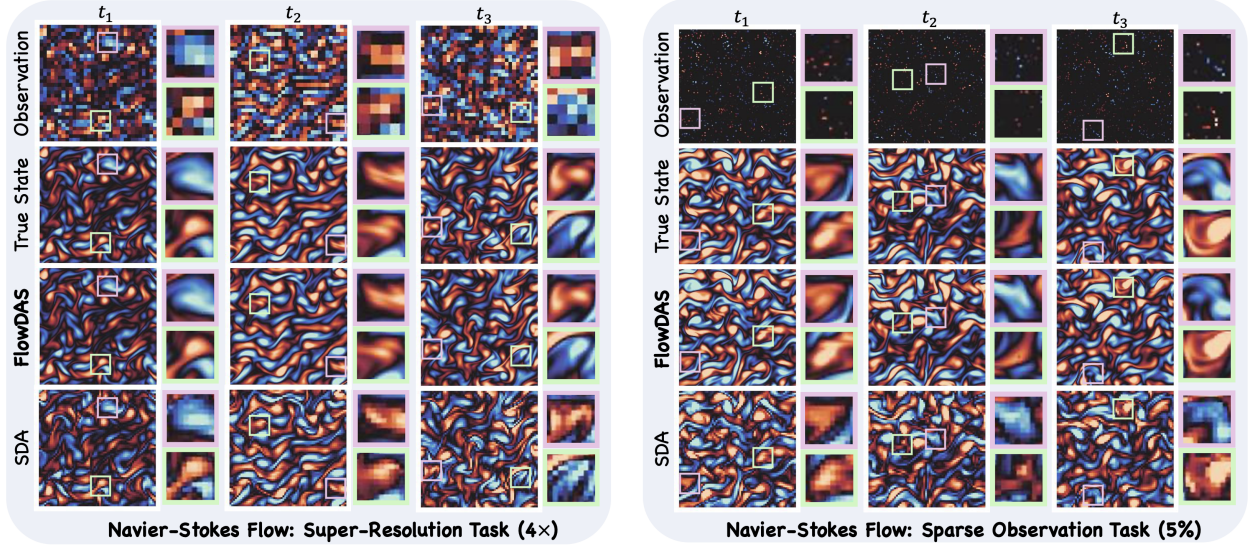 t₁ t₂ t₃
Observation
True State
FlowDAS
SDA
Navier-Stokes Flow: Super-Resolution Task (4×)
t₁ t₂ t₃
Observation
True State
FlowDAS
SDA
Navier-Stokes Flow: Sparse Observation Task (5%)